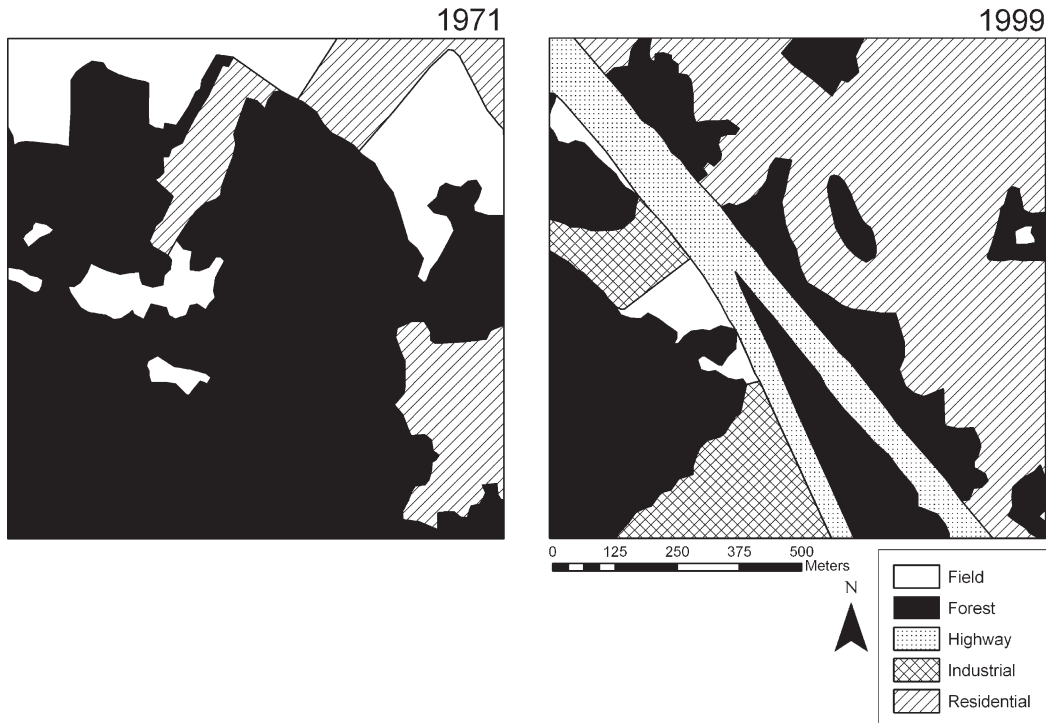 1971
1999
0 125 250 375 500
Meters
N
Field
Forest
Highway
Industrial
Residential